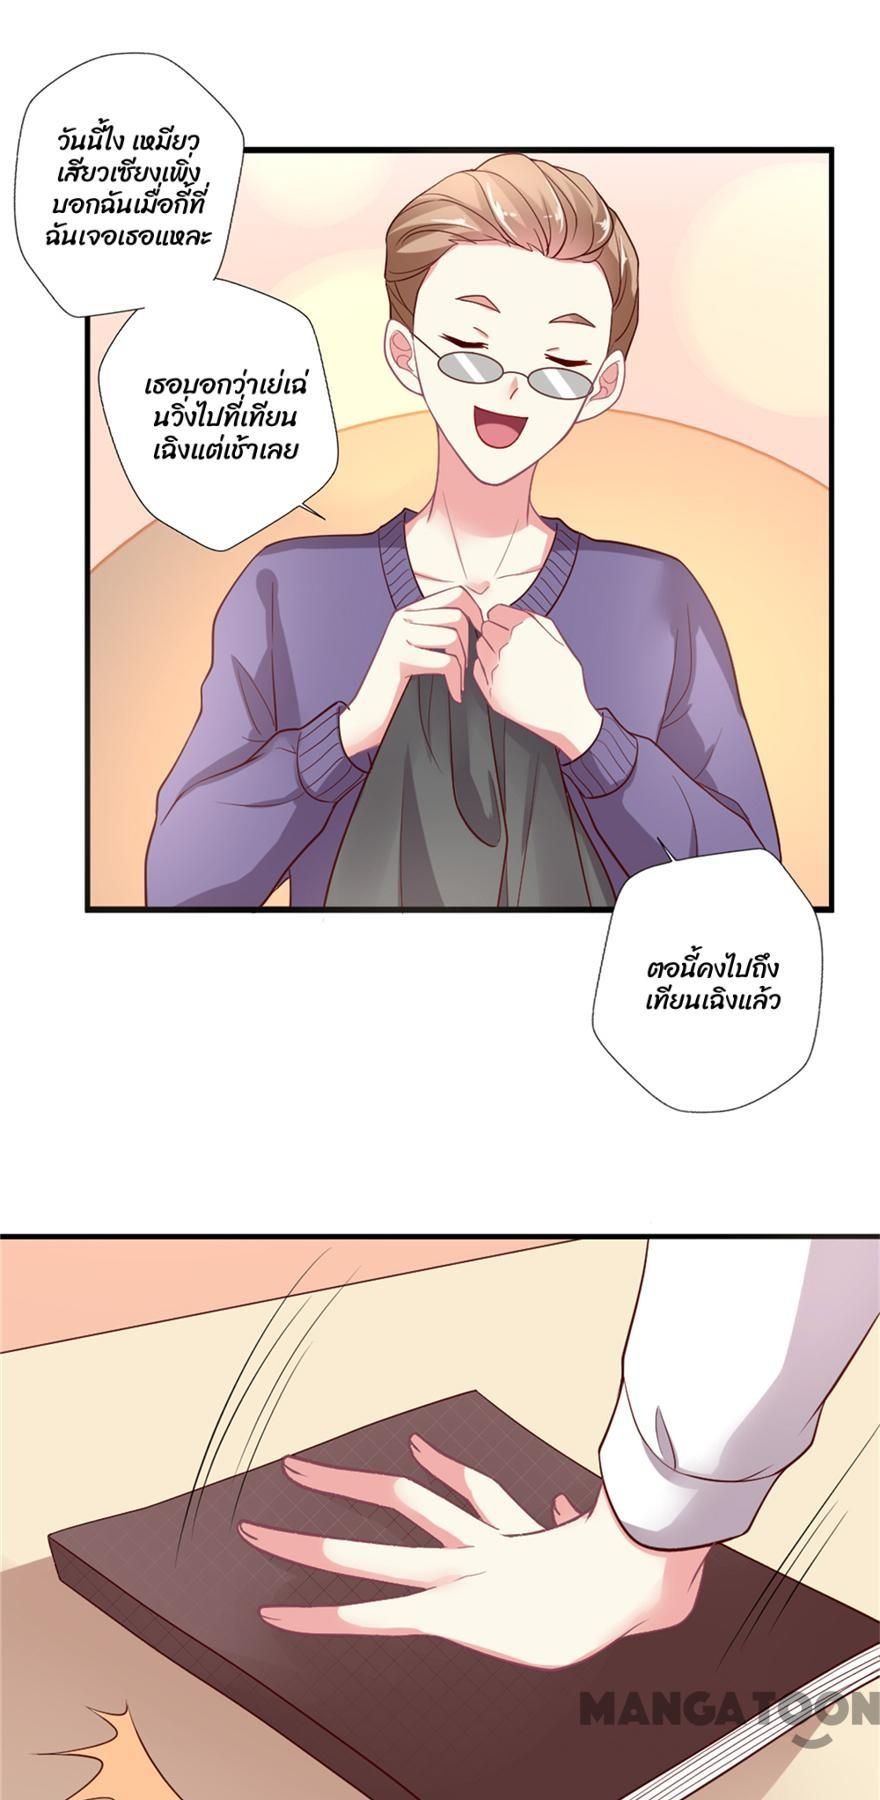 วันนี้ไง เหมียว
เสียวเซียงเพิ่ง
บอกฉันเมื่อกี้ที่
ฉันเจอเธอแหละ
เธอบอกว่าเย่เฉ่
นวิ่งไปที่เทียน
เฉิงแต่เช้าเลย
ตอนี้คงไปถึง
เทียนเฉิงแล้ว
MANGATOON